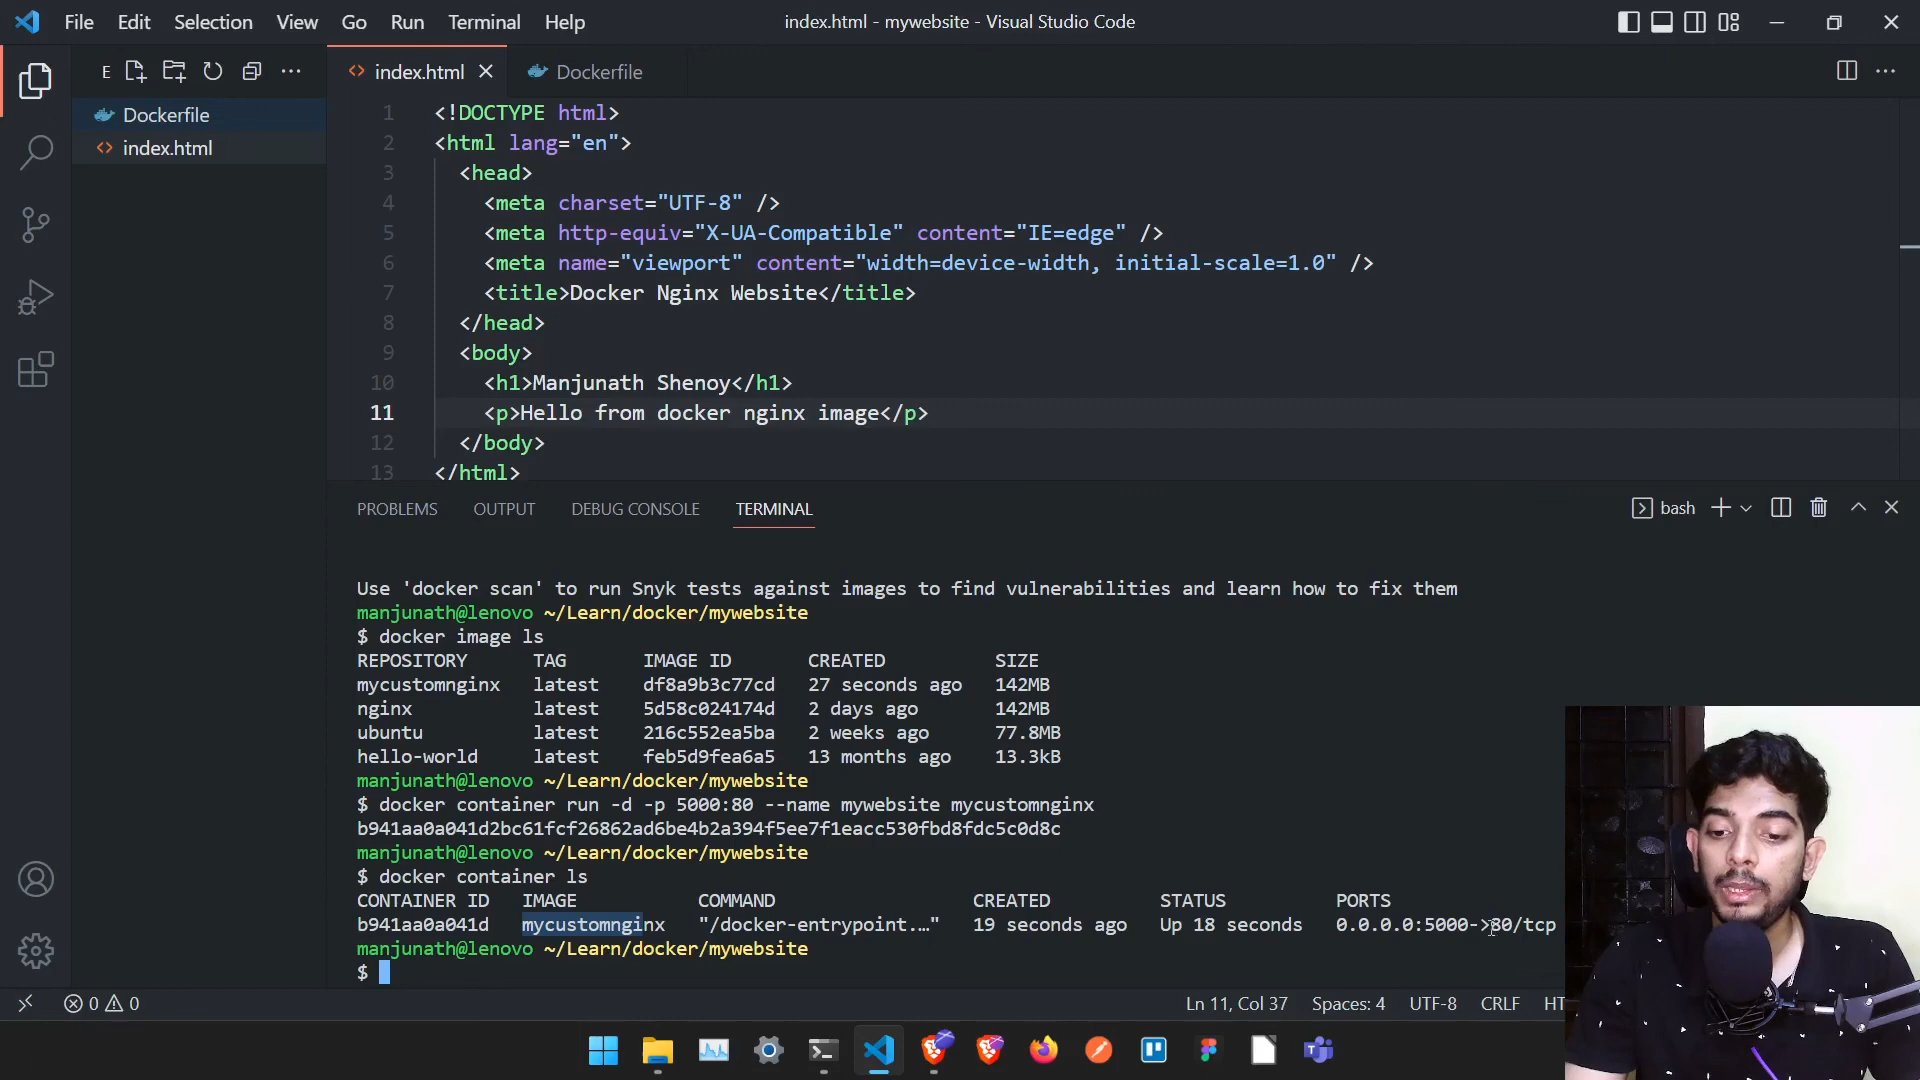 File Edit Selection View Go Run Terminal Help
index.html - mywebsite - Visual Studio Code
E
index.html
Dockerfile
Dockerfile
index.html
1 <!DOCTYPE html>
2 <html lang="en">
3 <head>
4 <meta charset="UTF-8" />
5 <meta http-equiv="X-UA-Compatible" content="IE=edge" />
6 <meta name="viewport" content="width=device-width, initial-scale=1.0" />
7 <title>Docker Nginx Website</title>
8 </head>
9 <body>
10 <h1>Manjunath Shenoy</h1>
11 <p>Hello from docker nginx image</p>
12 </body>
13 </html>
PROBLEMS OUTPUT DEBUG CONSOLE TERMINAL
bash
Use 'docker scan' to run Snyk tests against images to find vulnerabilities and learn how to fix them
manjunath@lenovo ~/Learn/docker/mywebsite
$ docker image ls
REPOSITORY TAG IMAGE ID CREATED SIZE
mycustomnginx latest df8a9b3c77cd 27 seconds ago 142MB
nginx latest 5d58c024174d 2 days ago 142MB
ubuntu latest 216c552ea5ba 2 weeks ago 77.8MB
hello-world latest feb5d9fea6a5 13 months ago 13.3kB
manjunath@lenovo ~/Learn/docker/mywebsite
$ docker container run -d -p 5000:80 --name mywebsite mycustomnginx
b941aa0a041d2bc61fcf26862ad6be4b2a394f5ee7f1eacc530fbd8fdc5c0d8c
manjunath@lenovo ~/Learn/docker/mywebsite
$ docker container ls
CONTAINER ID IMAGE COMMAND CREATED STATUS PORTS
b941aa0a041d mycustomnginx "/docker-entrypoint.…" 19 seconds ago Up 18 seconds 0.0.0.0:5000->80/tcp
manjunath@lenovo ~/Learn/docker/mywebsite
$
0 0
Ln 11, Col 37 Spaces: 4 UTF-8 CRLF HT